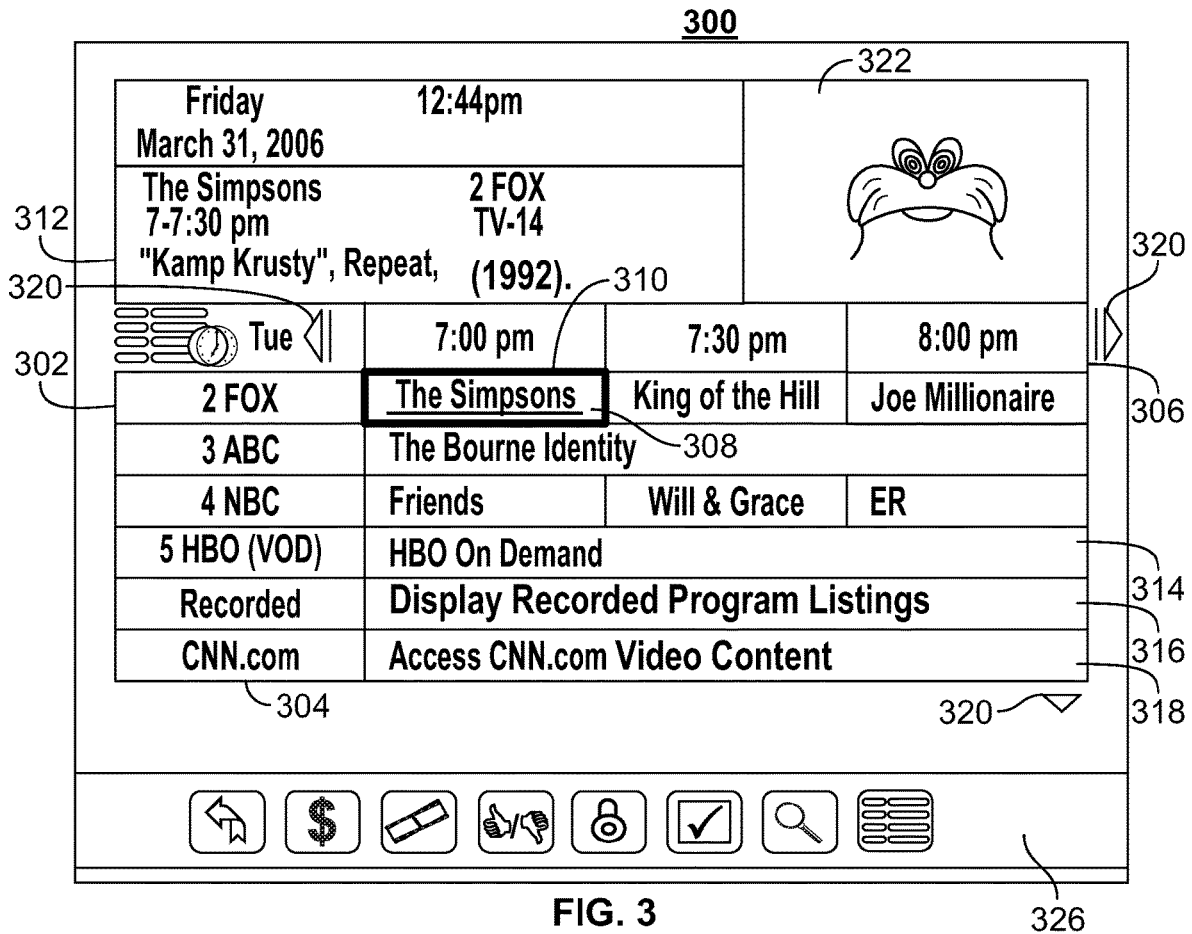 300
322
Friday 12:44pm
March 31, 2006
The Simpsons 2 FOX
312 7-7:30 pm TV-14 320
"Kamp Krusty", Repeat, (1992).
320 310
Tue 7:00 pm 7:30 pm 8:00 pm
302
2 FOX The Simpsons King of the Hill Joe Millionaire 306
3 ABC The Bourne Identity 308
4 NBC Friends Will & Grace ER
5 HBO (VOD) HBO On Demand
314
Recorded Display Recorded Program Listings
316
CNN.com Access CNN.com Video Content
304 320 318
$ /
326
FIG. 3